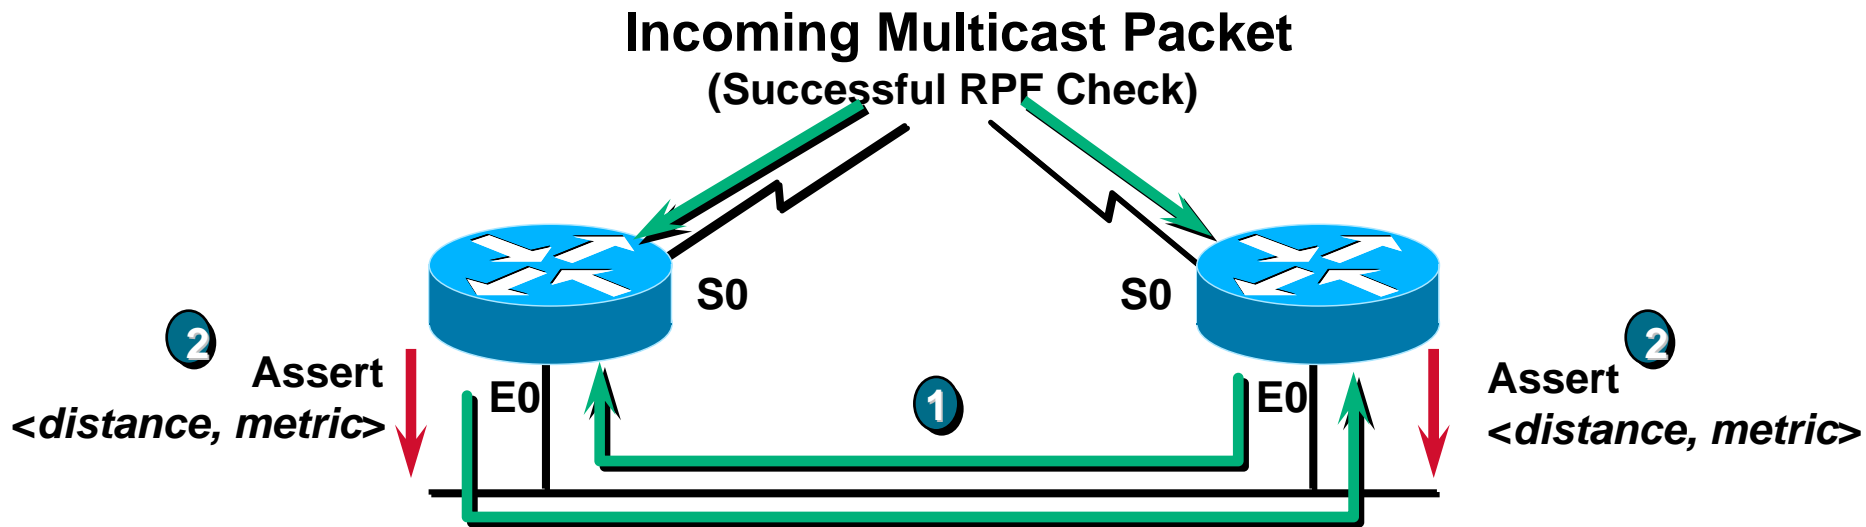 Incoming Multicast Packet
(Successful RPF Check)
S0
S0
2
Assert
<distance, metric>
E0
1
E0
2
Assert
<distance, metric>